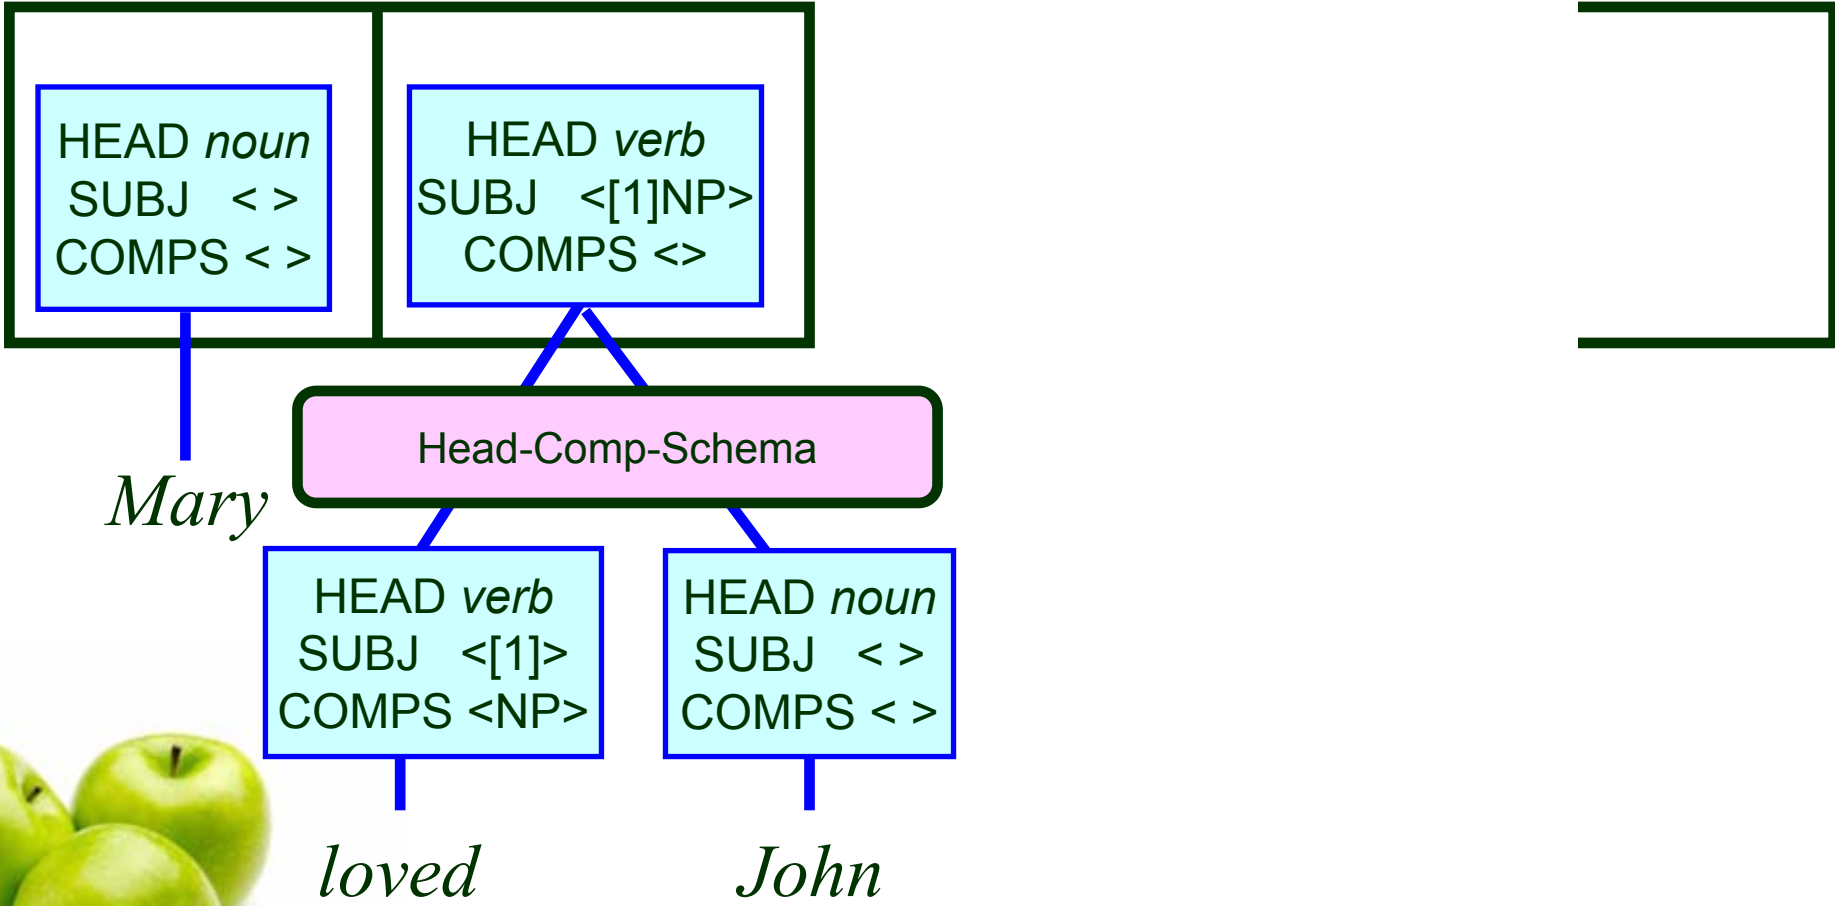 HEAD noun
SUBJ < >
COMPS < >
HEAD verb
SUBJ <[1]NP>
COMPS <>
Head-Comp-Schema
Mary
HEAD verb
SUBJ <[1]>
COMPS <NP>
HEAD noun
SUBJ < >
COMPS < >
loved
John